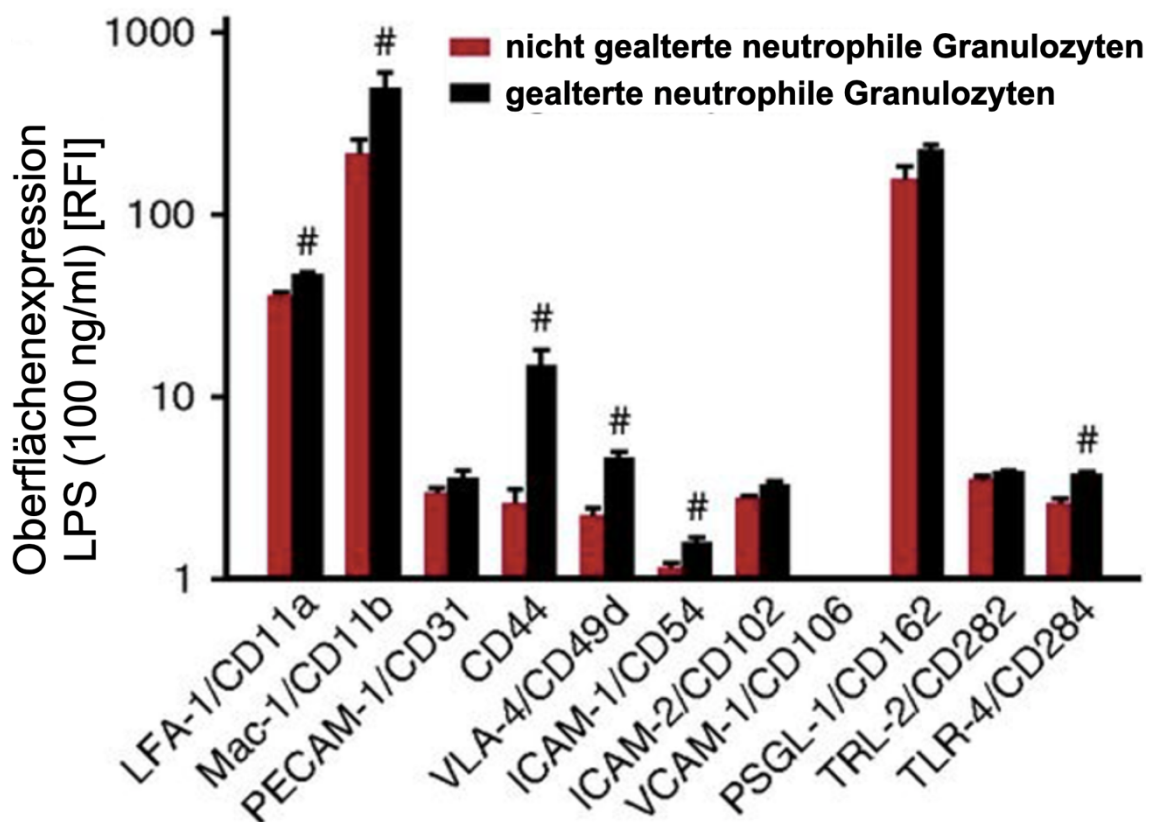 1000
100
10
1
Oberflächenexpression
LPS (100 ng/ml) [RFI]
nicht gealterte neutrophile Granulozyten
gealterte neutrophile Granulozyten
#
#
#
#
#
#
LFA-1/CD11a
Mac-1/CD11b
PECAM-1/CD31
CD44
VLA-4/CD49d
ICAM-1/CD54
ICAM-2/CD102
VCAM-1/CD106
PSGL-1/CD162
TRL-2/CD282
TLR-4/CD284